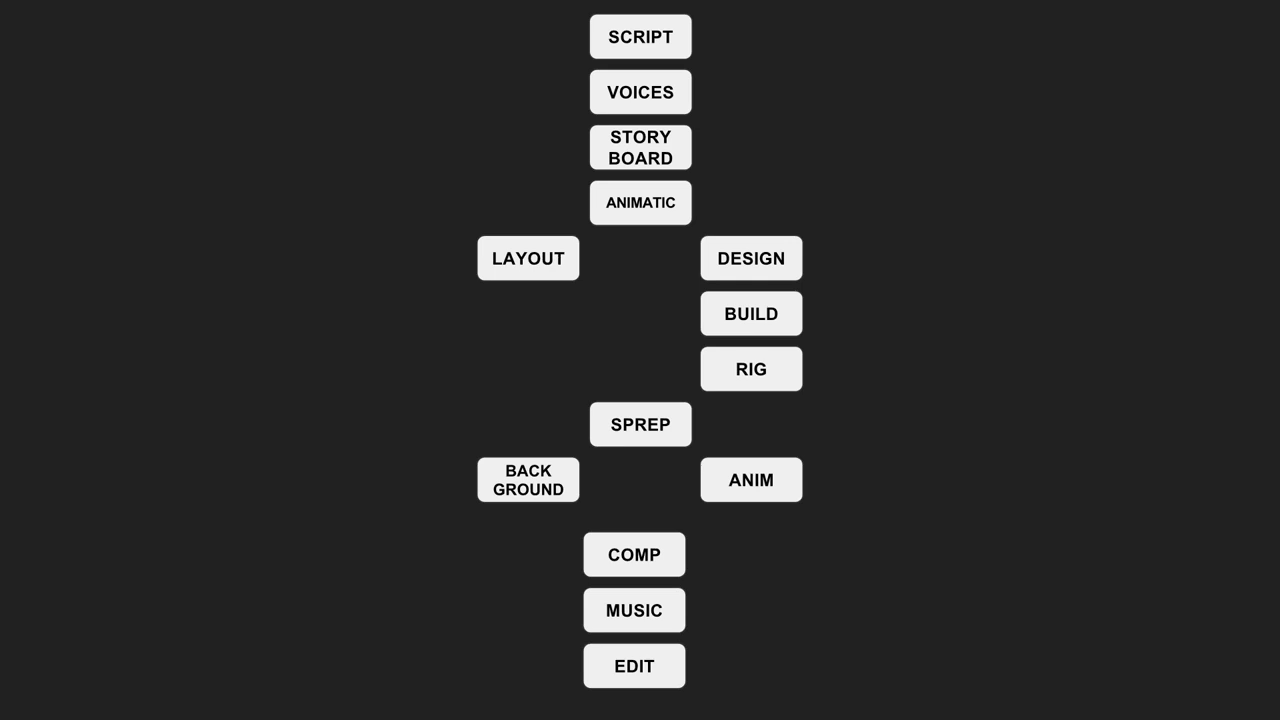 SCRIPT
VOICES
STORY
BOARD
ANIMATIC
LAYOUT
DESIGN
BUILD
RIG
SPREP
BACK
GROUND
ANIM
COMP
MUSIC
EDIT